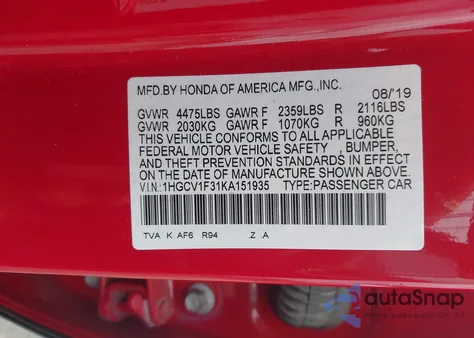 MFD.BY HONDA OF AMERICA MFG.,INC. 08/'19
GVWR 4475LBS GAWR F 2359LBS R 2116LBS
GVWR 2030KG GAWR F 1070KG R 960KG
THIS VEHICLE CONFORMS TO ALL APPLICABLE
FEDERAL MOTOR VEHICLE SAFETY , BUMPER,
AND THEFT PREVENTION STANDARDS IN EFFECT
ON THE DATE OF MANUFACTURE SHOWN ABOVE.
V.I.N.: 1HGCV1F31KA151935 TYPE:PASSENGER CAR
TVA K AF6 R94 .Z .A
autoSnap